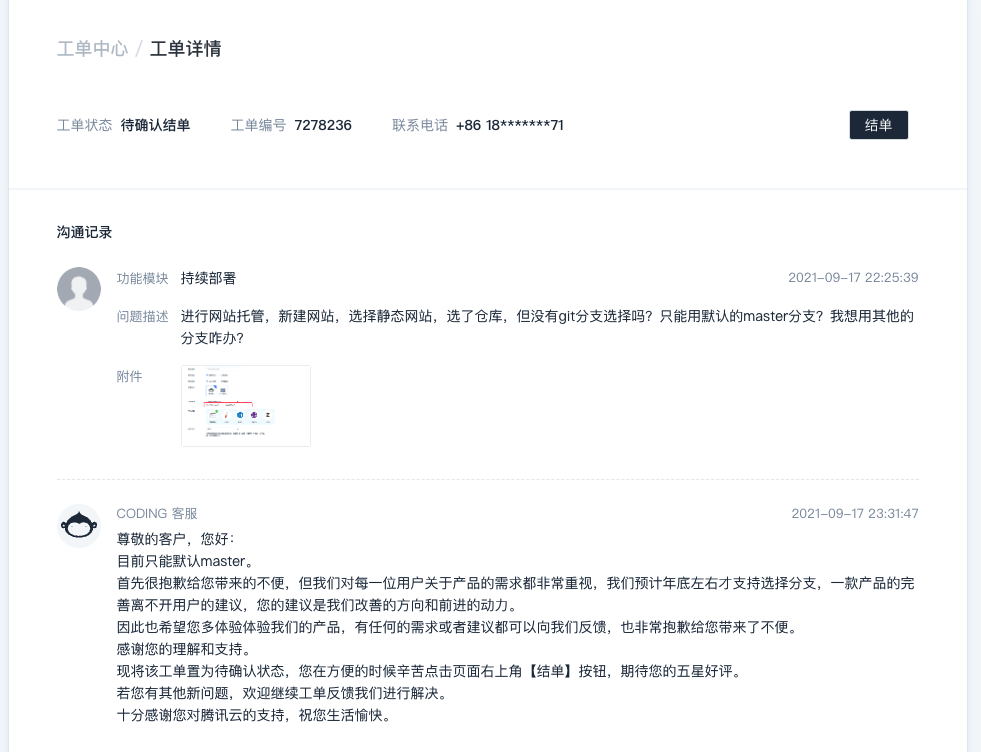 工单中心 / 工单详情
工单状态 待确认结单 工单编号 7278236 联系电话 +86 18*******71 结单
沟通记录
功能模块 持续部署 2021-09-17 22:25:39
问题描述 进行网站托管，新建网站，选择静态网站，选了仓库，但没有git分支选择吗？只能用默认的master分支？我想用其他的
分支咋办？
附件
CODING 客服 2021-09-17 23:31:47
尊敬的客户，您好：
目前只能默认master。
首先很抱歉给您带来的不便，但我们对每一位用户关于产品的需求都非常重视，我们预计年底左右才支持选择分支，一款产品的完
善离不开用户的建议，您的建议是我们改善的方向和前进的动力。
因此也希望您多体验体验我们的产品，有任何的需求或者建议都可以向我们反馈，也非常抱歉给您带来了不便。
感谢您的理解和支持。
现将该工单置为待确认状态，您在方便的时候辛苦点击页面右上角【结单】按钮，期待您的五星好评。
若您有其他新问题，欢迎继续工单反馈我们进行解决。
十分感谢您对腾讯云的支持，祝您生活愉快。